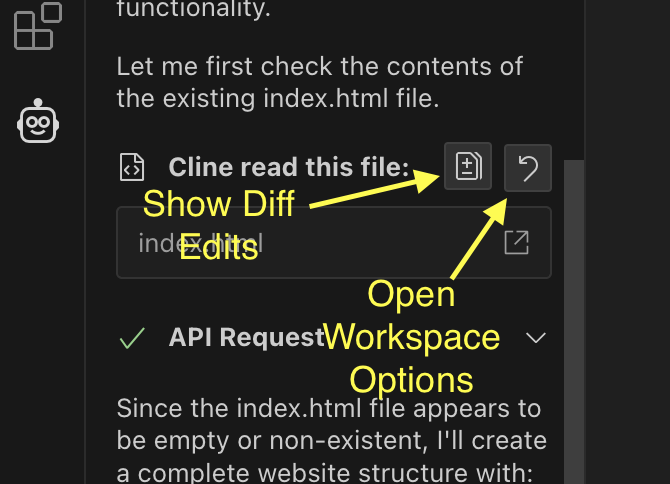 functionality.
Let me first check the contents of
the existing index.html file.
Cline read this file:
Show Diff
Edits
index.html
Open
Workspace
Options
API Request
Since the index.html file appears to
be empty or non-existent, I'll create
a complete website structure with: